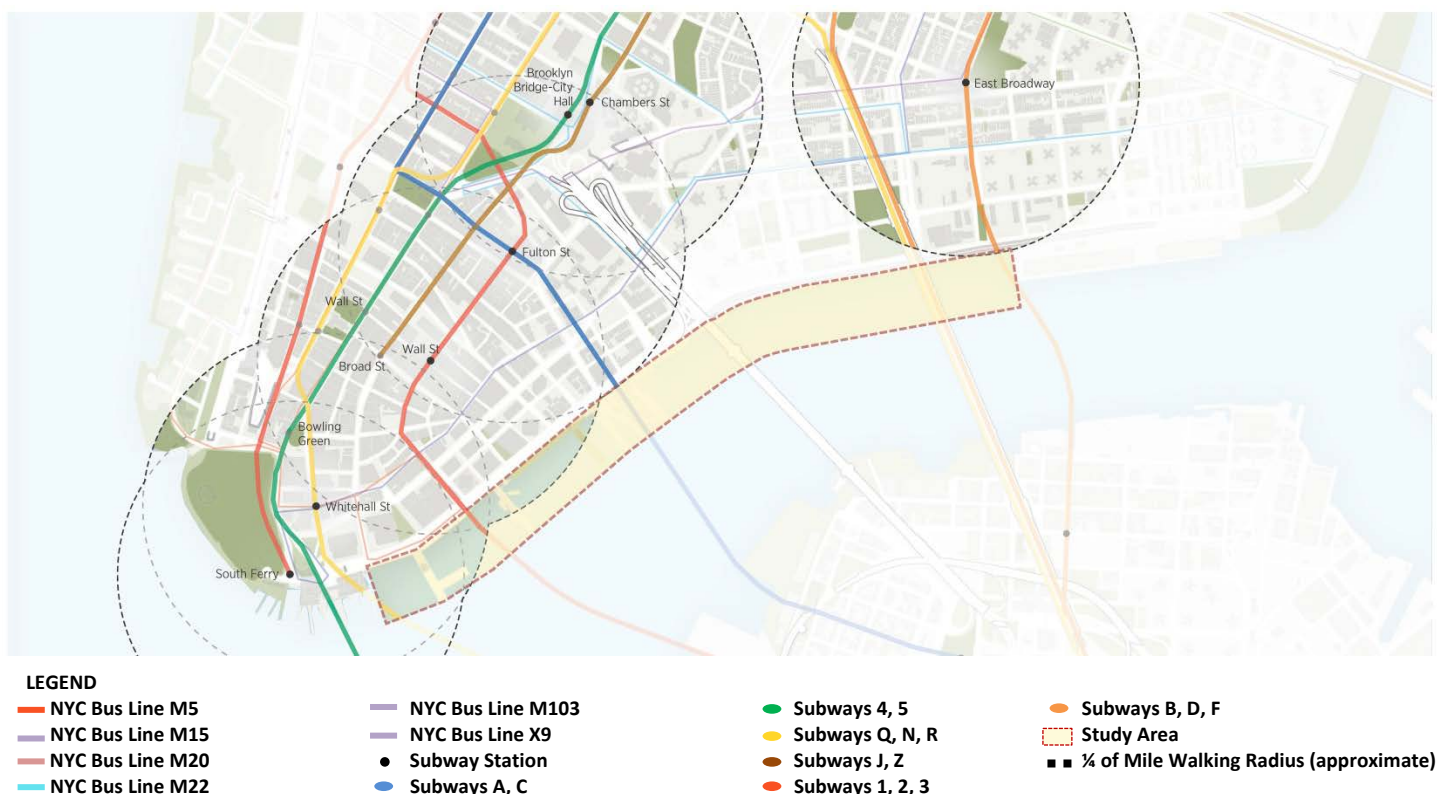 Brooklyn
Bridge-City
Hall
Chambers St
East Broadway
Fulton St
Wall St
Wall St
Broad St
Bowling
Green
Whitehall St
South Ferry
LEGEND
NYC Bus Line M5
NYC Bus Line M15
NYC Bus Line M20
NYC Bus Line M22
NYC Bus Line M103
NYC Bus Line X9
Subway Station
Subways A, C
Subways 4, 5
Subways Q, N, R
Subways J, Z
Subways 1, 2, 3
Subways B, D, F
Study Area
¼ of Mile Walking Radius (approximate)